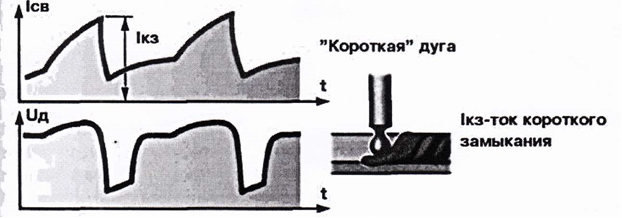 Iсв
Iкз
t
"Короткая" дуга
Uд
t
Iкз-ток короткого
замыкания